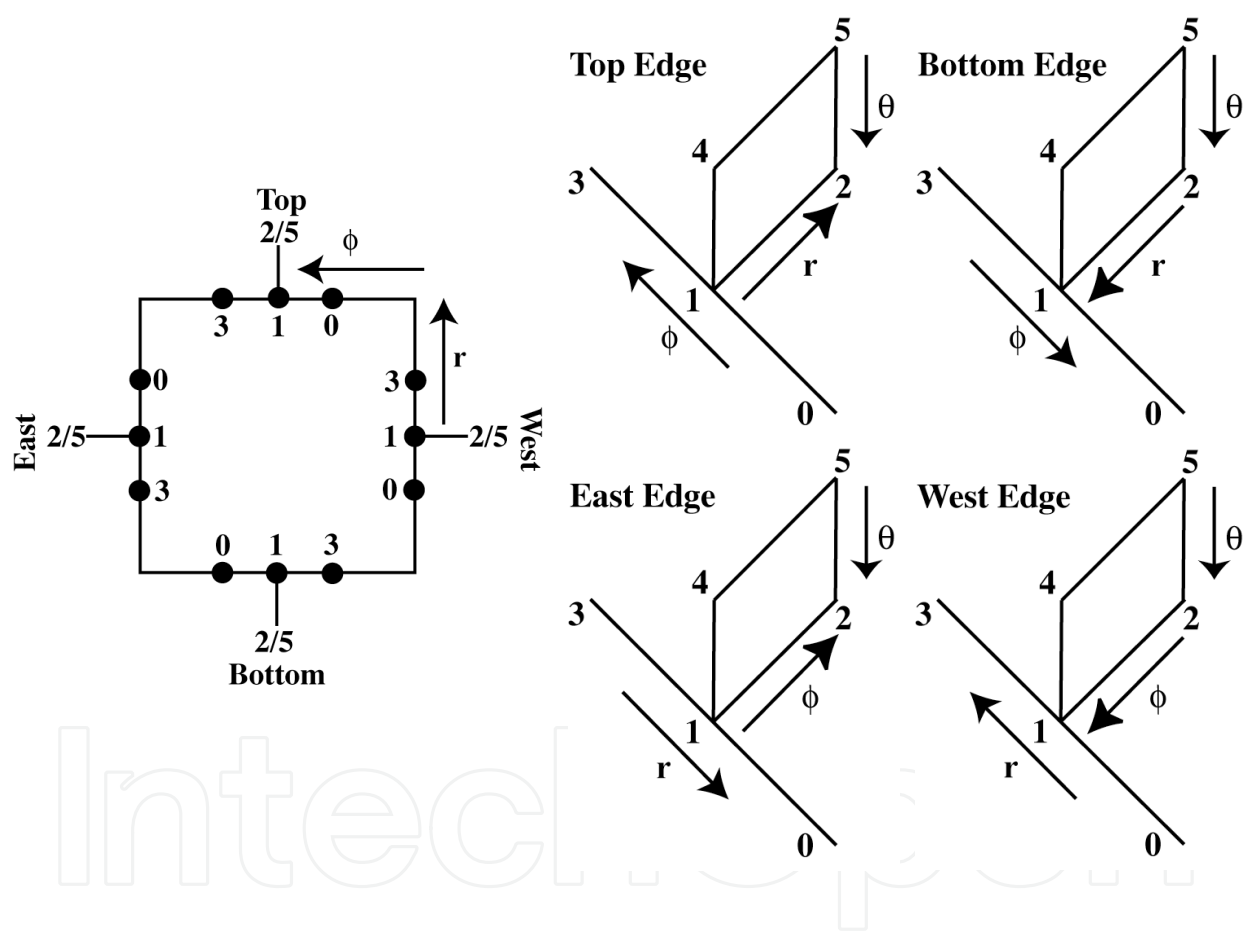 Top
2/5
ϕ
3 1 0
r
0
3
East
2/5
1
1
2/5
West
3
0
0 1 3
2/5
Bottom
Top Edge
5
θ
4
3
2
r
1
ϕ
0
Bottom Edge
5
θ
4
3
2
r
1
ϕ
0
East Edge
5
θ
4
3
2
ϕ
1
r
0
West Edge
5
θ
4
3
2
ϕ
1
r
0
IntechOpen